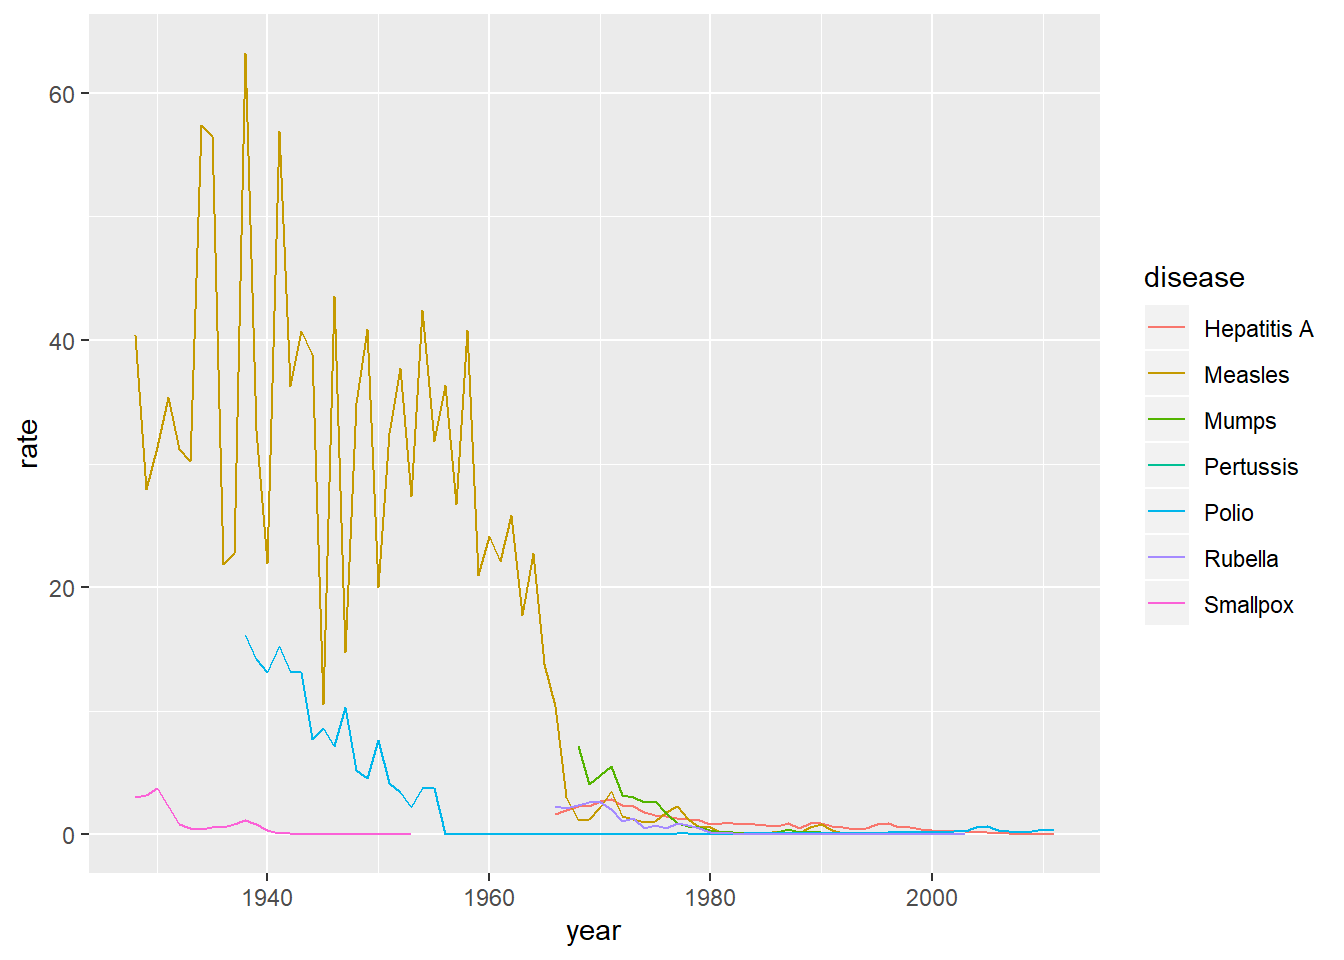 60
40
20
0
rate
1940
1960
1980
2000
year
disease
Hepatitis A
Measles
Mumps
Pertussis
Polio
Rubella
Smallpox